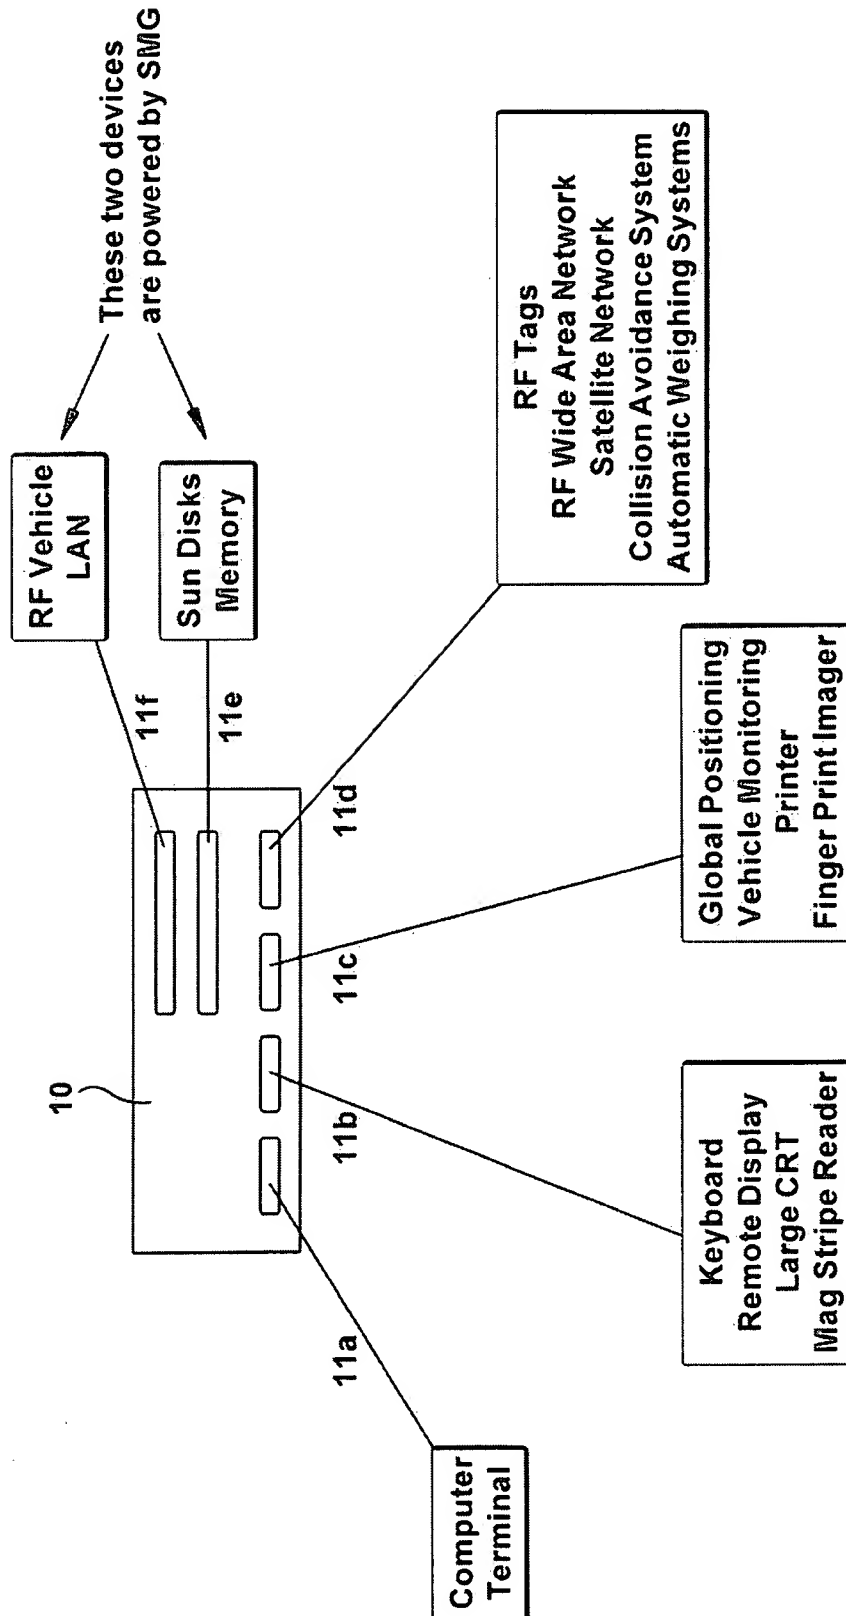 These two devices
are powered by SMG
RF Vehicle
LAN
Sun Disks
Memory
11f
11e
10
11a
11b
11c
11d
Computer
Terminal
Keyboard
Remote Display
Large CRT
Mag Stripe Reader
Global Positioning
Vehicle Monitoring
Printer
Finger Print Imager
RF Tags
RF Wide Area Network
Satellite Network
Collision Avoidance System
Automatic Weighing Systems